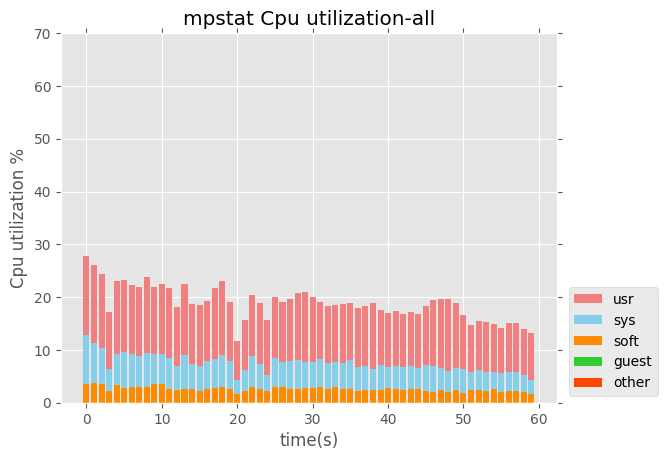 mpstat Cpu utilization-all
Cpu utilization %
70
60
50
40
30
20
10
0
0 10 20 30 40 50 60
time(s)
usr
sys
soft
guest
other